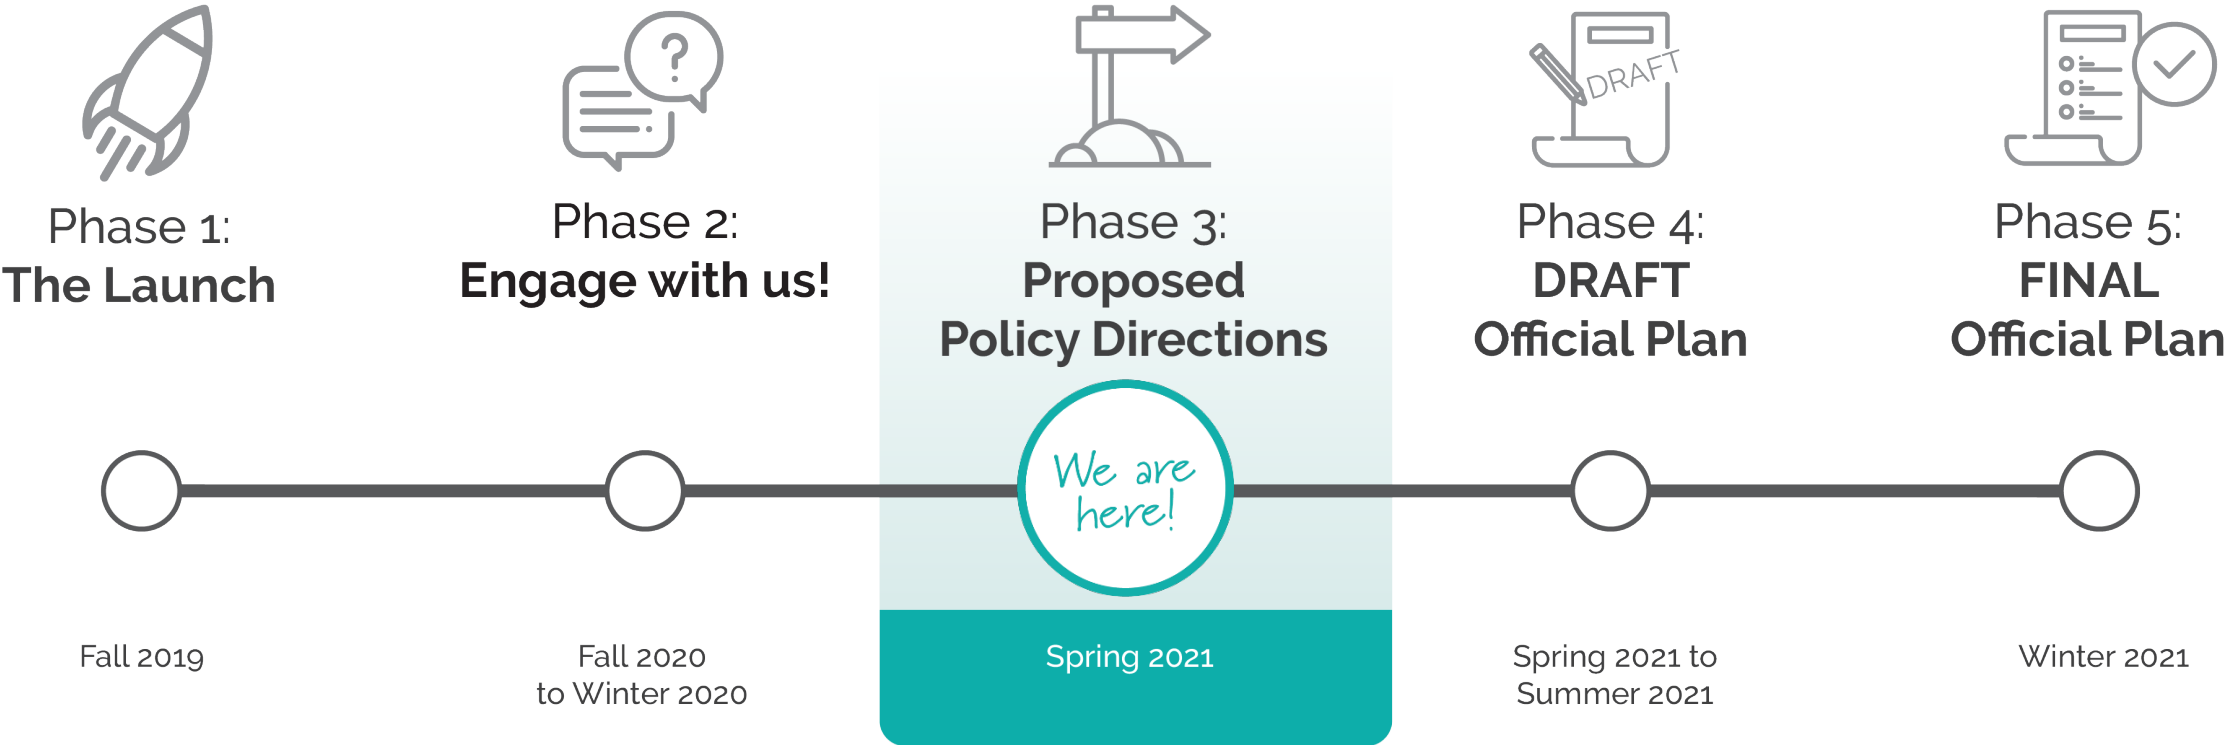 Phase 1:
The Launch
Fall 2019
?
Phase 2:
Engage with us!
Fall 2020
to Winter 2020
Phase 3:
Proposed
Policy Directions
We are
here!
Spring 2021
DRAFT
Phase 4:
DRAFT
Official Plan
Spring 2021 to
Summer 2021
Phase 5:
FINAL
Official Plan
Winter 2021